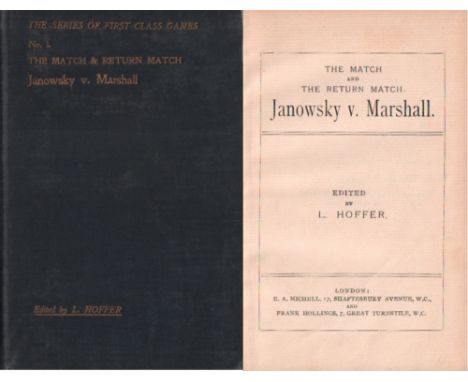 THE SERIES OF FIRST CLASS GAMES
No. 1.
THE MATCH & RETURN MATCH
Janowsky v. Marshall
Edited by L. HOFFER
THE MATCH
AND
THE RETURN MATCH.
Janowsky v. Marshall.
EDITED
BY
L. HOFFER.
LONDON:
E. A. MICHELL, 17, SHAFTESBURY AVENUE, W.C.,
AND
FRANK HOLLINGS, 7, GREAT TURNSTILE, W.C.